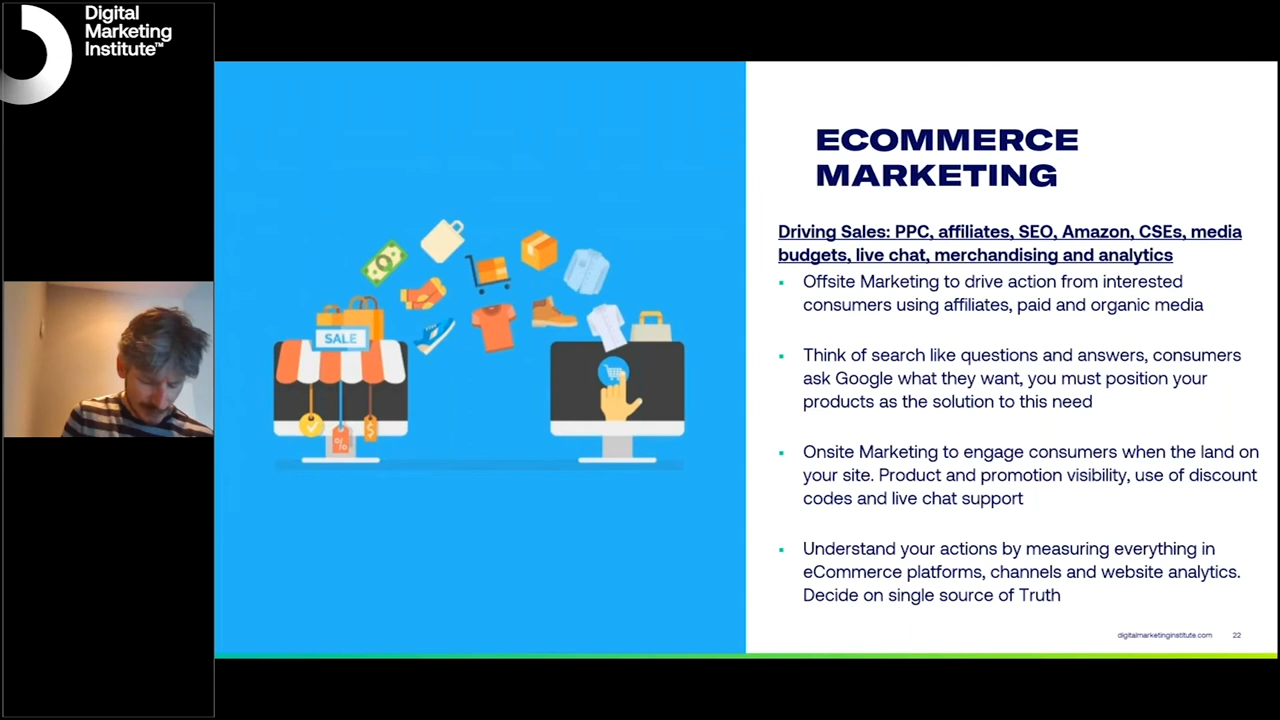 Digital
Marketing
Institute™
ECOMMERCE
MARKETING
Driving Sales: PPC, affiliates, SEO, Amazon, CSEs, media
budgets, live chat, merchandising and analytics
Offsite Marketing to drive action from interested
consumers using affiliates, paid and organic media
Think of search like questions and answers, consumers
ask Google what they want, you must position your
products as the solution to this need
Onsite Marketing to engage consumers when the land on
your site. Product and promotion visibility, use of discount
codes and live chat support
Understand your actions by measuring everything in
eCommerce platforms, channels and website analytics.
Decide on single source of Truth
SALE
%
$
digitalmarketinginstitute.com 22